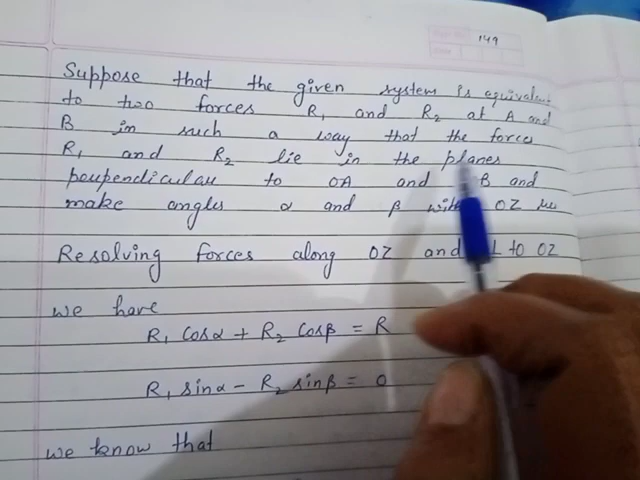 149
Suppose that the given system is equivalent
to two forces R₁ and R₂ at A and
B in such a way that the forces
R₁ and R₂ lie in the planes
perpendicular to OA and B and
make angles α and β with OZ
Resolving forces along OZ and ⊥ to OZ
we have
R₁ cosα + R₂ cosβ = R
R₁ sinα - R₂ sinβ = 0
we know that